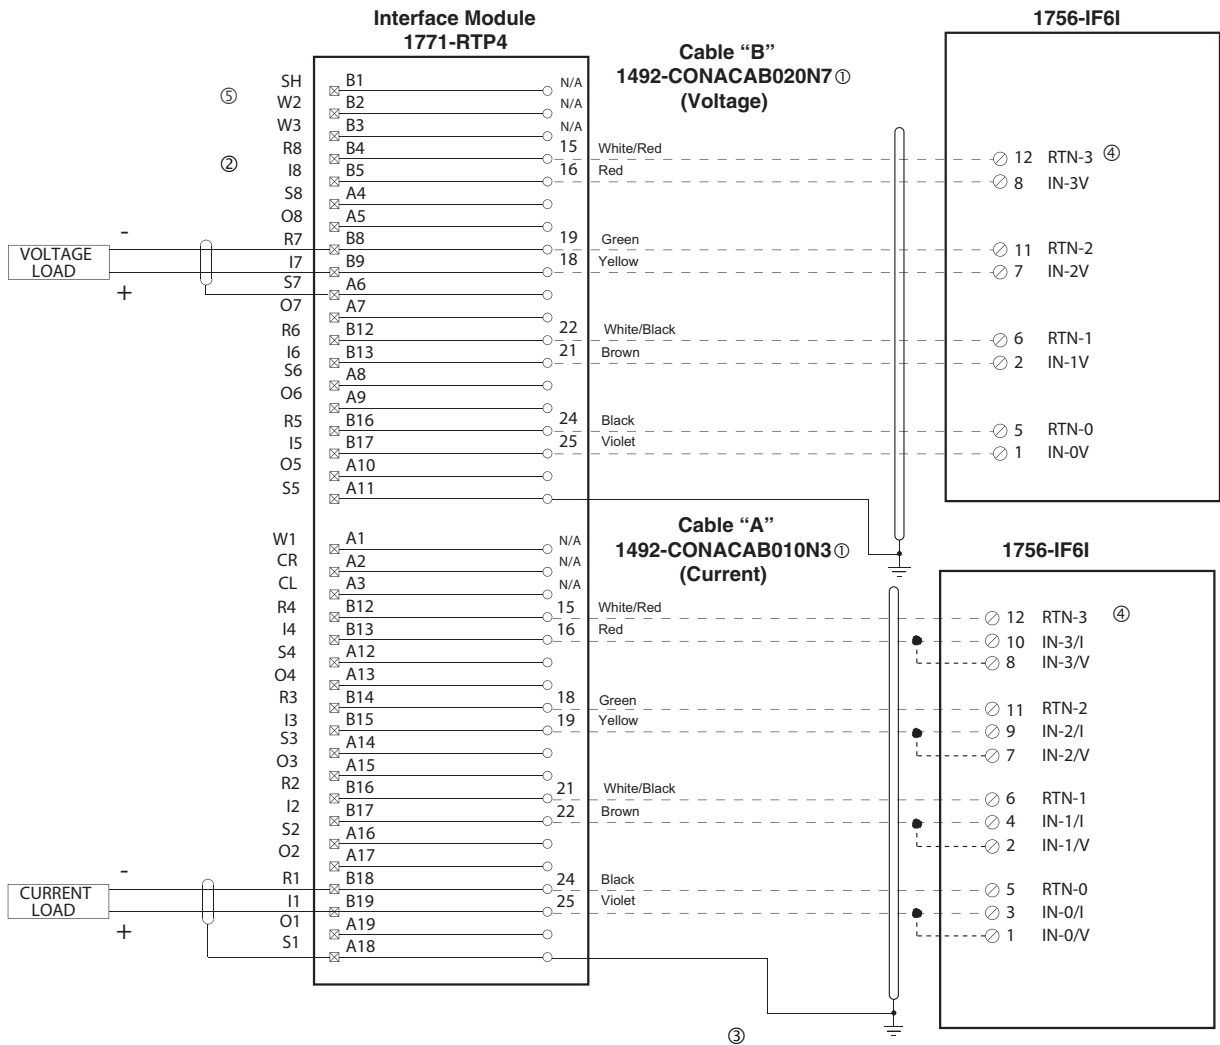 Interface Module
1771-RTP4
1756-IF6I
Cable “B”
1492-CONACAB020N7 ①
(Voltage)
SH B1 N/A
⑤
W2 B2 N/A
W3 B3 N/A
R8 B4 15 White/Red 12 RTN-3 ④
②
I8 B5 16 Red 8 IN-3V
S8 A4
O8 A5
- R7 B8 19 Green 11 RTN-2
VOLTAGE
LOAD
I7 B9 18 Yellow 7 IN-2V
+ S7 A6
O7 A7
R6 B12 22 White/Black 6 RTN-1
I6 B13 21 Brown 2 IN-1V
S6 A8
O6 A9
R5 B16 24 Black 5 RTN-0
I5 B17 25 Violet 1 IN-0V
O5 A10
S5 A11
Cable “A”
1492-CONACAB010N3 ①
(Current)
1756-IF6I
W1 A1 N/A
CR A2 N/A
CL A3 N/A
R4 B12 15 White/Red 12 RTN-3 ④
I4 B13 16 Red 10 IN-3/I
S4 A12 8 IN-3/V
O4 A13
R3 B14 18 Green 11 RTN-2
I3 B15 19 Yellow 9 IN-2/I
S3 A14 7 IN-2/V
O3 A15
R2 B16 21 White/Black 6 RTN-1
I2 B17 22 Brown 4 IN-1/I
S2 A16 2 IN-1/V
O2 A17
- R1 B18 24 Black 5 RTN-0
CURRENT
LOAD
I1 B19 25 Violet 3 IN-0/I
+ O1 A19 1 IN-0/V
S1 A18
③